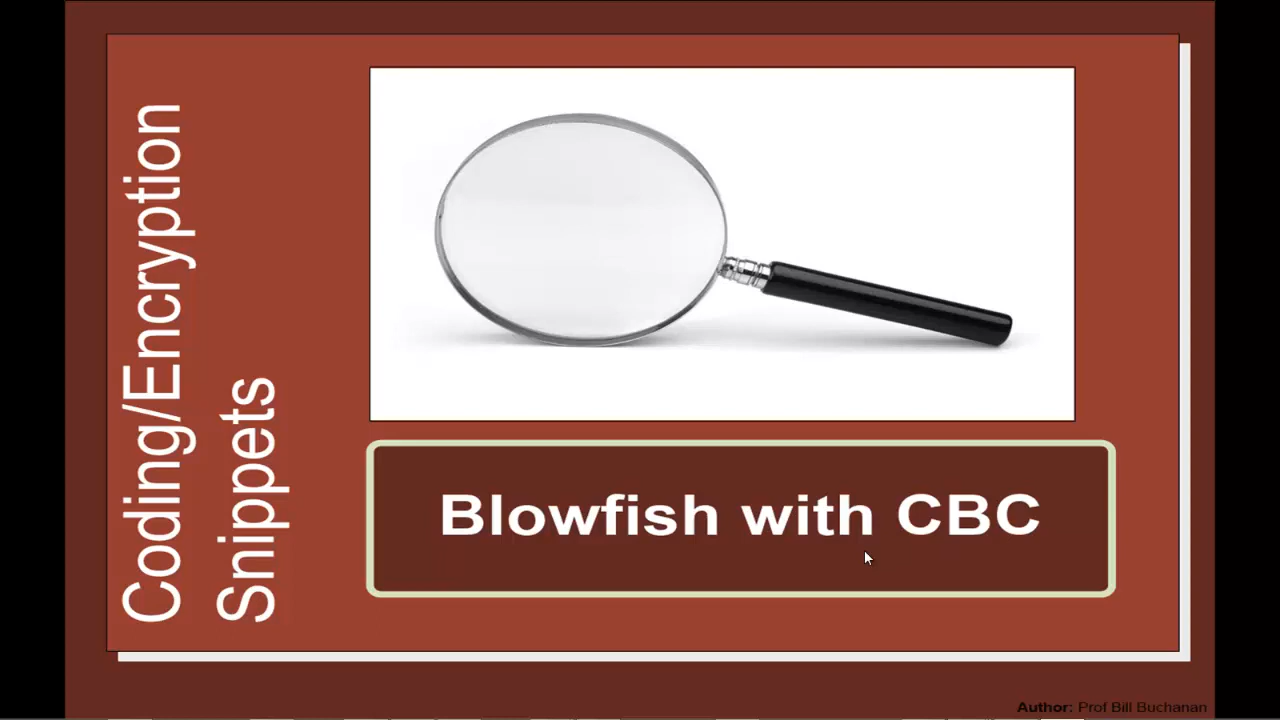 Coding/Encryption
Snippets
Blowfish with CBC
Author: Prof Bill Buchanan